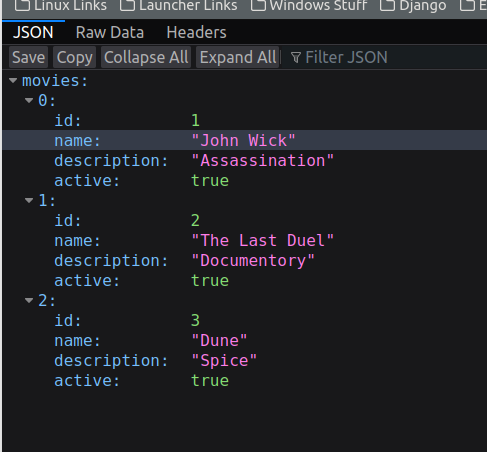 Linux Links Launcher Links Windows Stuff Django
JSON Raw Data Headers
Save Copy Collapse All Expand All Filter JSON
movies:
0:
id: 1
name: "John Wick"
description: "Assassination"
active: true
1:
id: 2
name: "The Last Duel"
description: "Documentory"
active: true
2:
id: 3
name: "Dune"
description: "Spice"
active: true